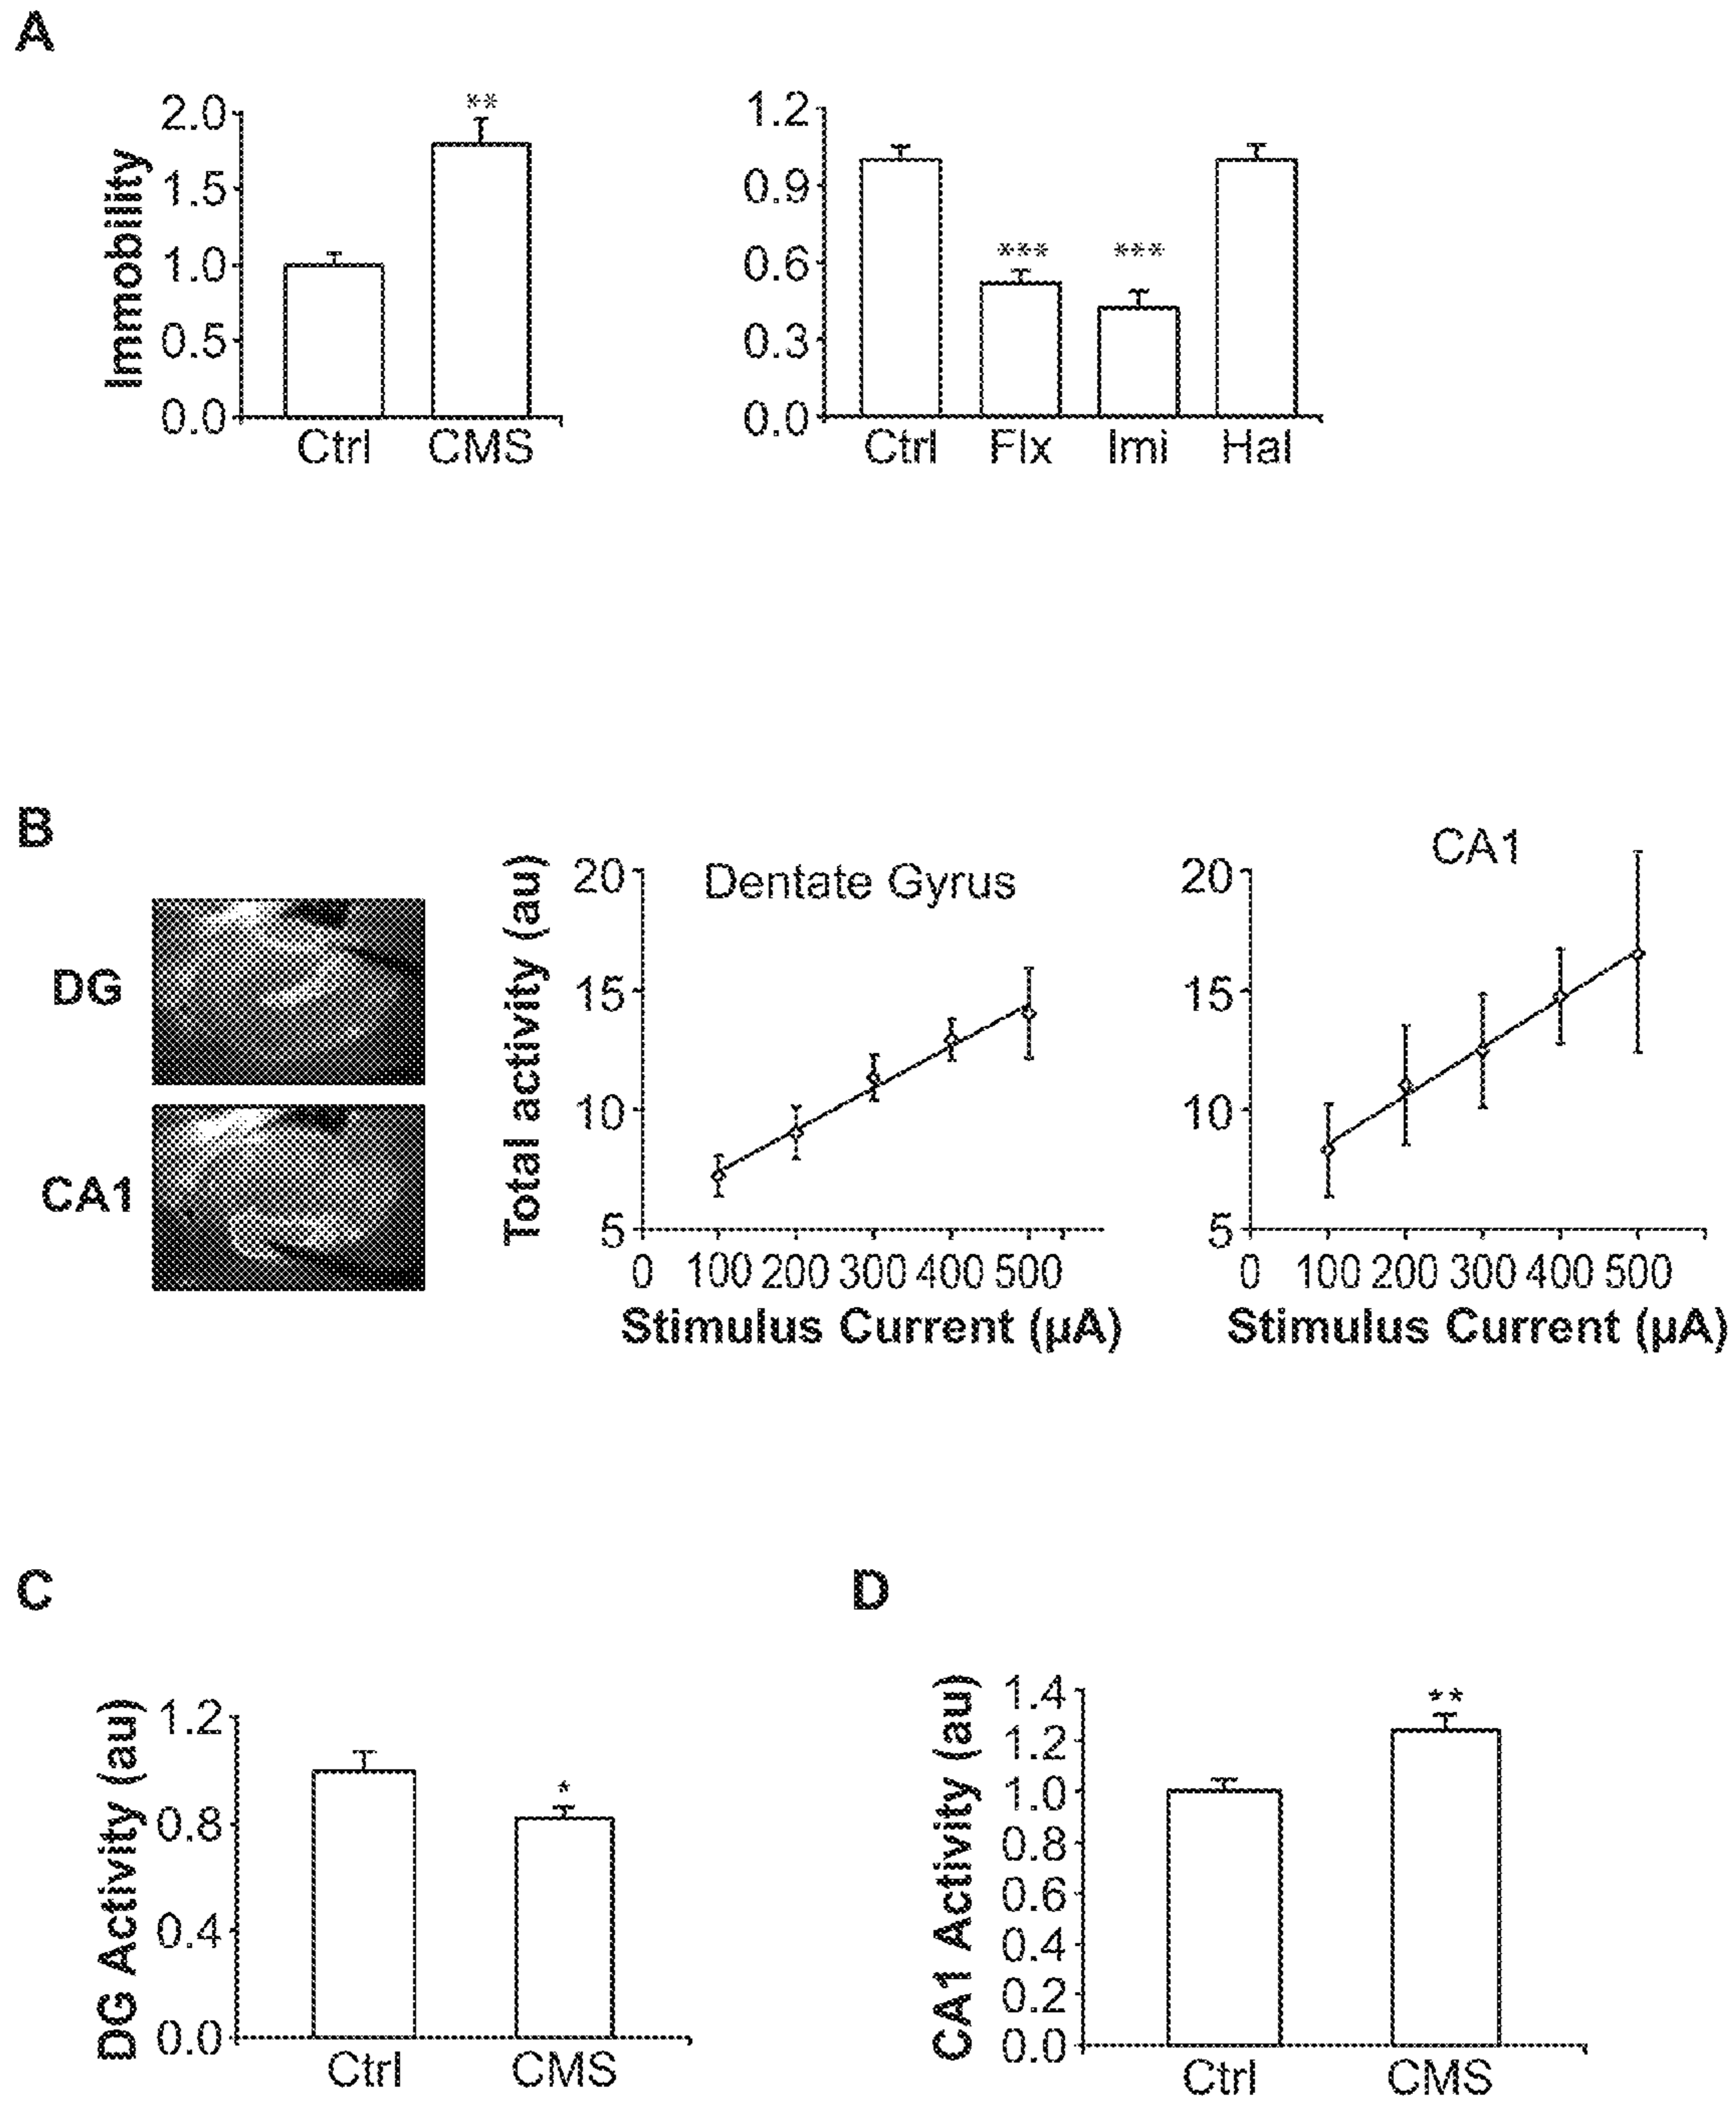 A
Immobility
2.0
1.5
1.0
0.5
0.0
**
Ctrl CMS
1.2
0.9
0.6
0.3
0.0
*** ***
Ctrl Flx Imi Hal
B
DG
CA1
Total activity (au)
Dentate Gyrus
20
15
10
5
0 100 200 300 400 500
Stimulus Current (µA)
CA1
20
15
10
5
0 100 200 300 400 500
Stimulus Current (µA)
C
DG Activity (au)
1.2
0.8
0.4
0.0
*
Ctrl CMS
D
CA1 Activity (au)
1.4
1.2
1.0
0.8
0.6
0.4
0.2
0.0
**
Ctrl CMS